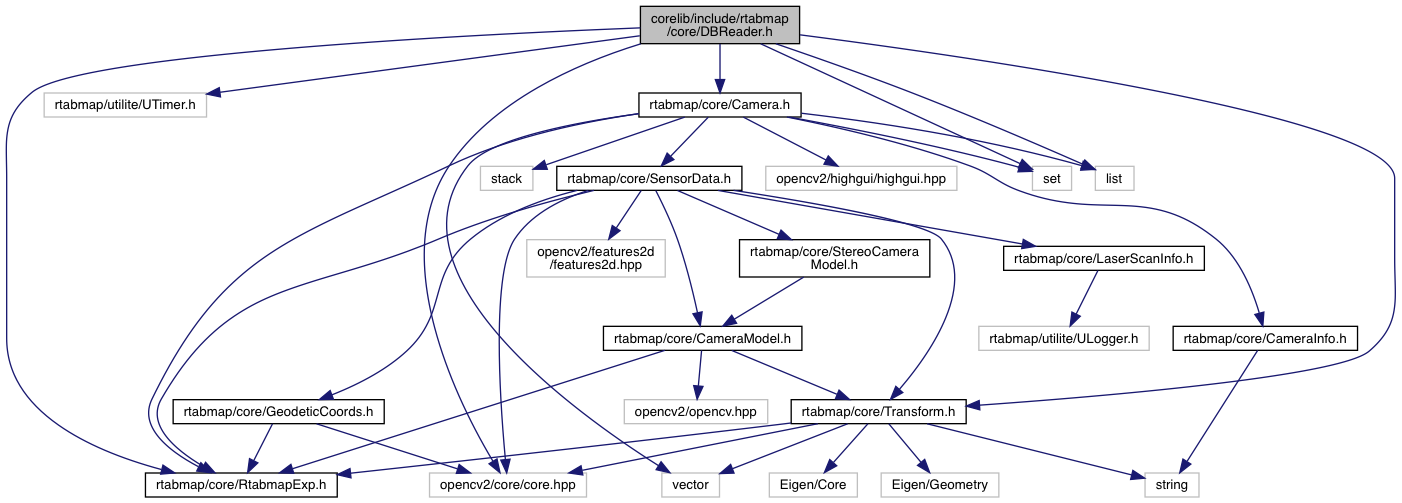 corelib/include/rtabmap
/core/DBReader.h
rtabmap/utilite/UTimer.h
rtabmap/core/Camera.h
stack
rtabmap/core/SensorData.h
opencv2/highgui/highgui.hpp
set
list
opencv2/features2d
/features2d.hpp
rtabmap/core/StereoCamera
Model.h
rtabmap/core/LaserScanInfo.h
rtabmap/core/CameraModel.h
rtabmap/utilite/ULogger.h
rtabmap/core/CameraInfo.h
rtabmap/core/GeodeticCoords.h
opencv2/opencv.hpp
rtabmap/core/Transform.h
rtabmap/core/RtabmapExp.h
opencv2/core/core.hpp
vector
Eigen/Core
Eigen/Geometry
string